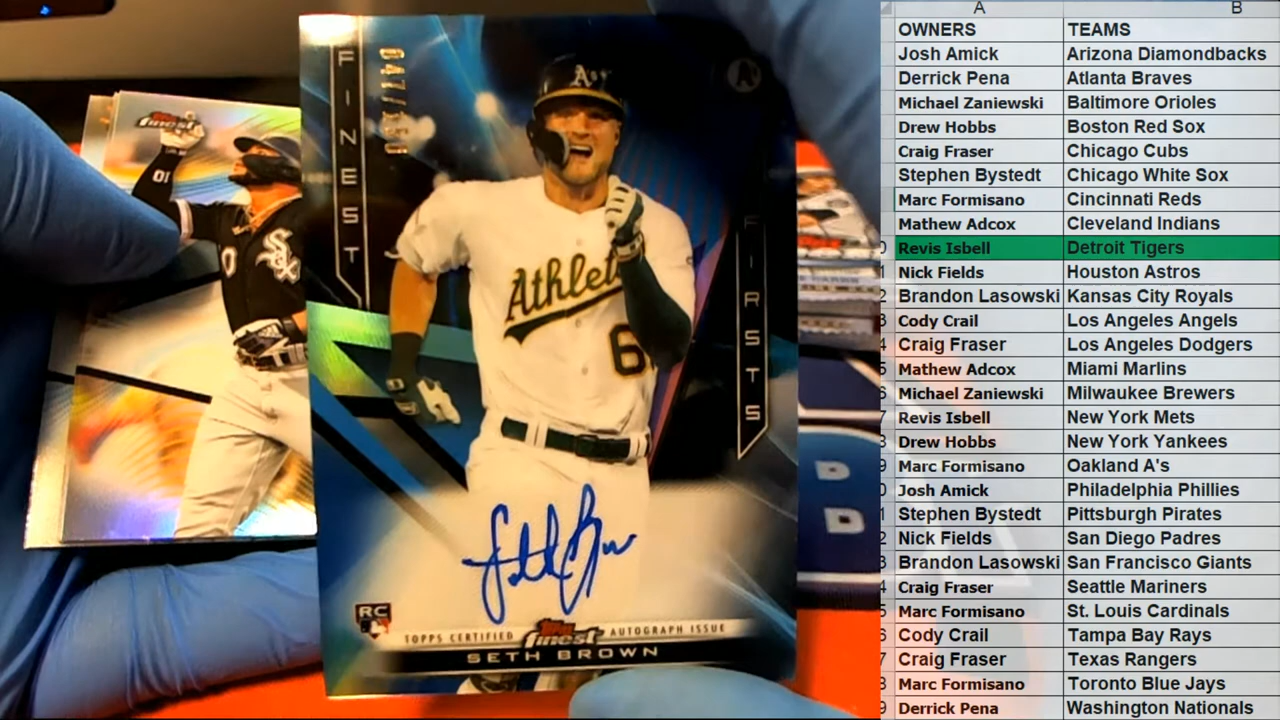 A B
OWNERS TEAMS
Josh Amick Arizona Diamondbacks
Derrick Pena Atlanta Braves
Michael Zaniewski Baltimore Orioles
Drew Hobbs Boston Red Sox
Craig Fraser Chicago Cubs
Stephen Bystedt Chicago White Sox
Marc Formisano Cincinnati Reds
Mathew Adcox Cleveland Indians
Revis Isbell Detroit Tigers
Nick Fields Houston Astros
Brandon Lasowski Kansas City Royals
Cody Crail Los Angeles Angels
Craig Fraser Los Angeles Dodgers
Mathew Adcox Miami Marlins
Michael Zaniewski Milwaukee Brewers
Revis Isbell New York Mets
Drew Hobbs New York Yankees
Marc Formisano Oakland A's
Josh Amick Philadelphia Phillies
Stephen Bystedt Pittsburgh Pirates
Nick Fields San Diego Padres
Brandon Lasowski San Francisco Giants
Craig Fraser Seattle Mariners
Marc Formisano St. Louis Cardinals
Cody Crail Tampa Bay Rays
Craig Fraser Texas Rangers
Marc Formisano Toronto Blue Jays
Derrick Pena Washington Nationals
FINEST
FIRSTS
A's
6
Seth Brown
RC
TOPPS CERTIFIED Topps finest AUTOGRAPH ISSUE
SETH BROWN
Topps finest
Sox